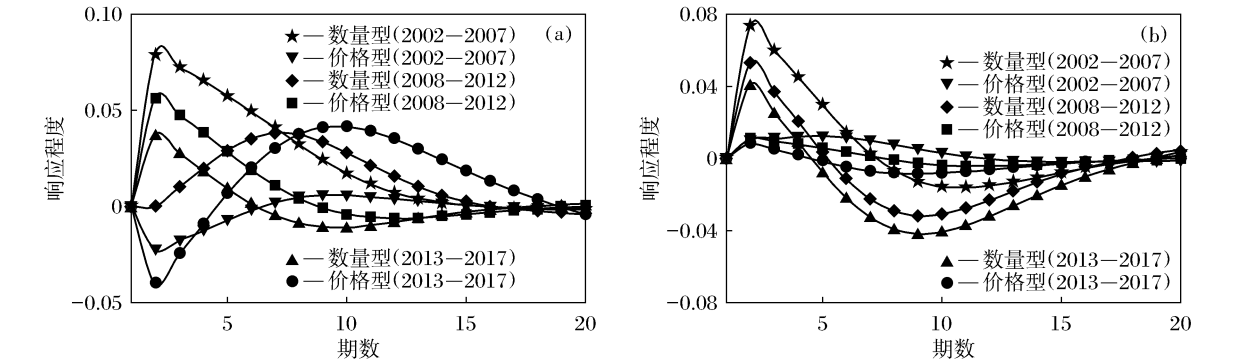 0.10
0.05
0
−0.05
响应程度
(a)
★—数量型(2002−2007)
▼—价格型(2002−2007)
◆—数量型(2008−2012)
■—价格型(2008−2012)
▲—数量型(2013−2017)
●—价格型(2013−2017)
5 10 15 20
期数
0.08
0.04
0
−0.04
−0.08
响应程度
(b)
★—数量型(2002−2007)
▼—价格型(2002−2007)
◆—数量型(2008−2012)
■—价格型(2008−2012)
▲—数量型(2013−2017)
●—价格型(2013−2017)
5 10 15 20
期数